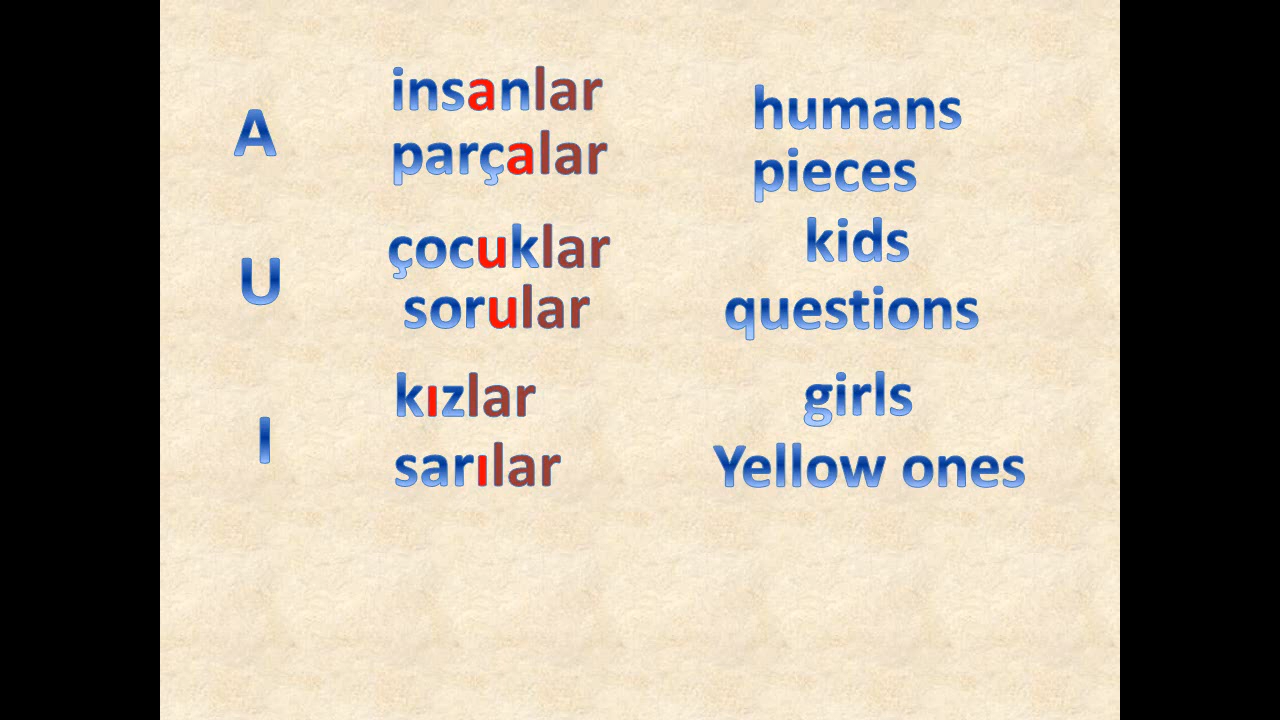 A
insanlar humans
parçalar pieces
U
çocuklar kids
sorular questions
I
kızlar girls
sarılar Yellow ones